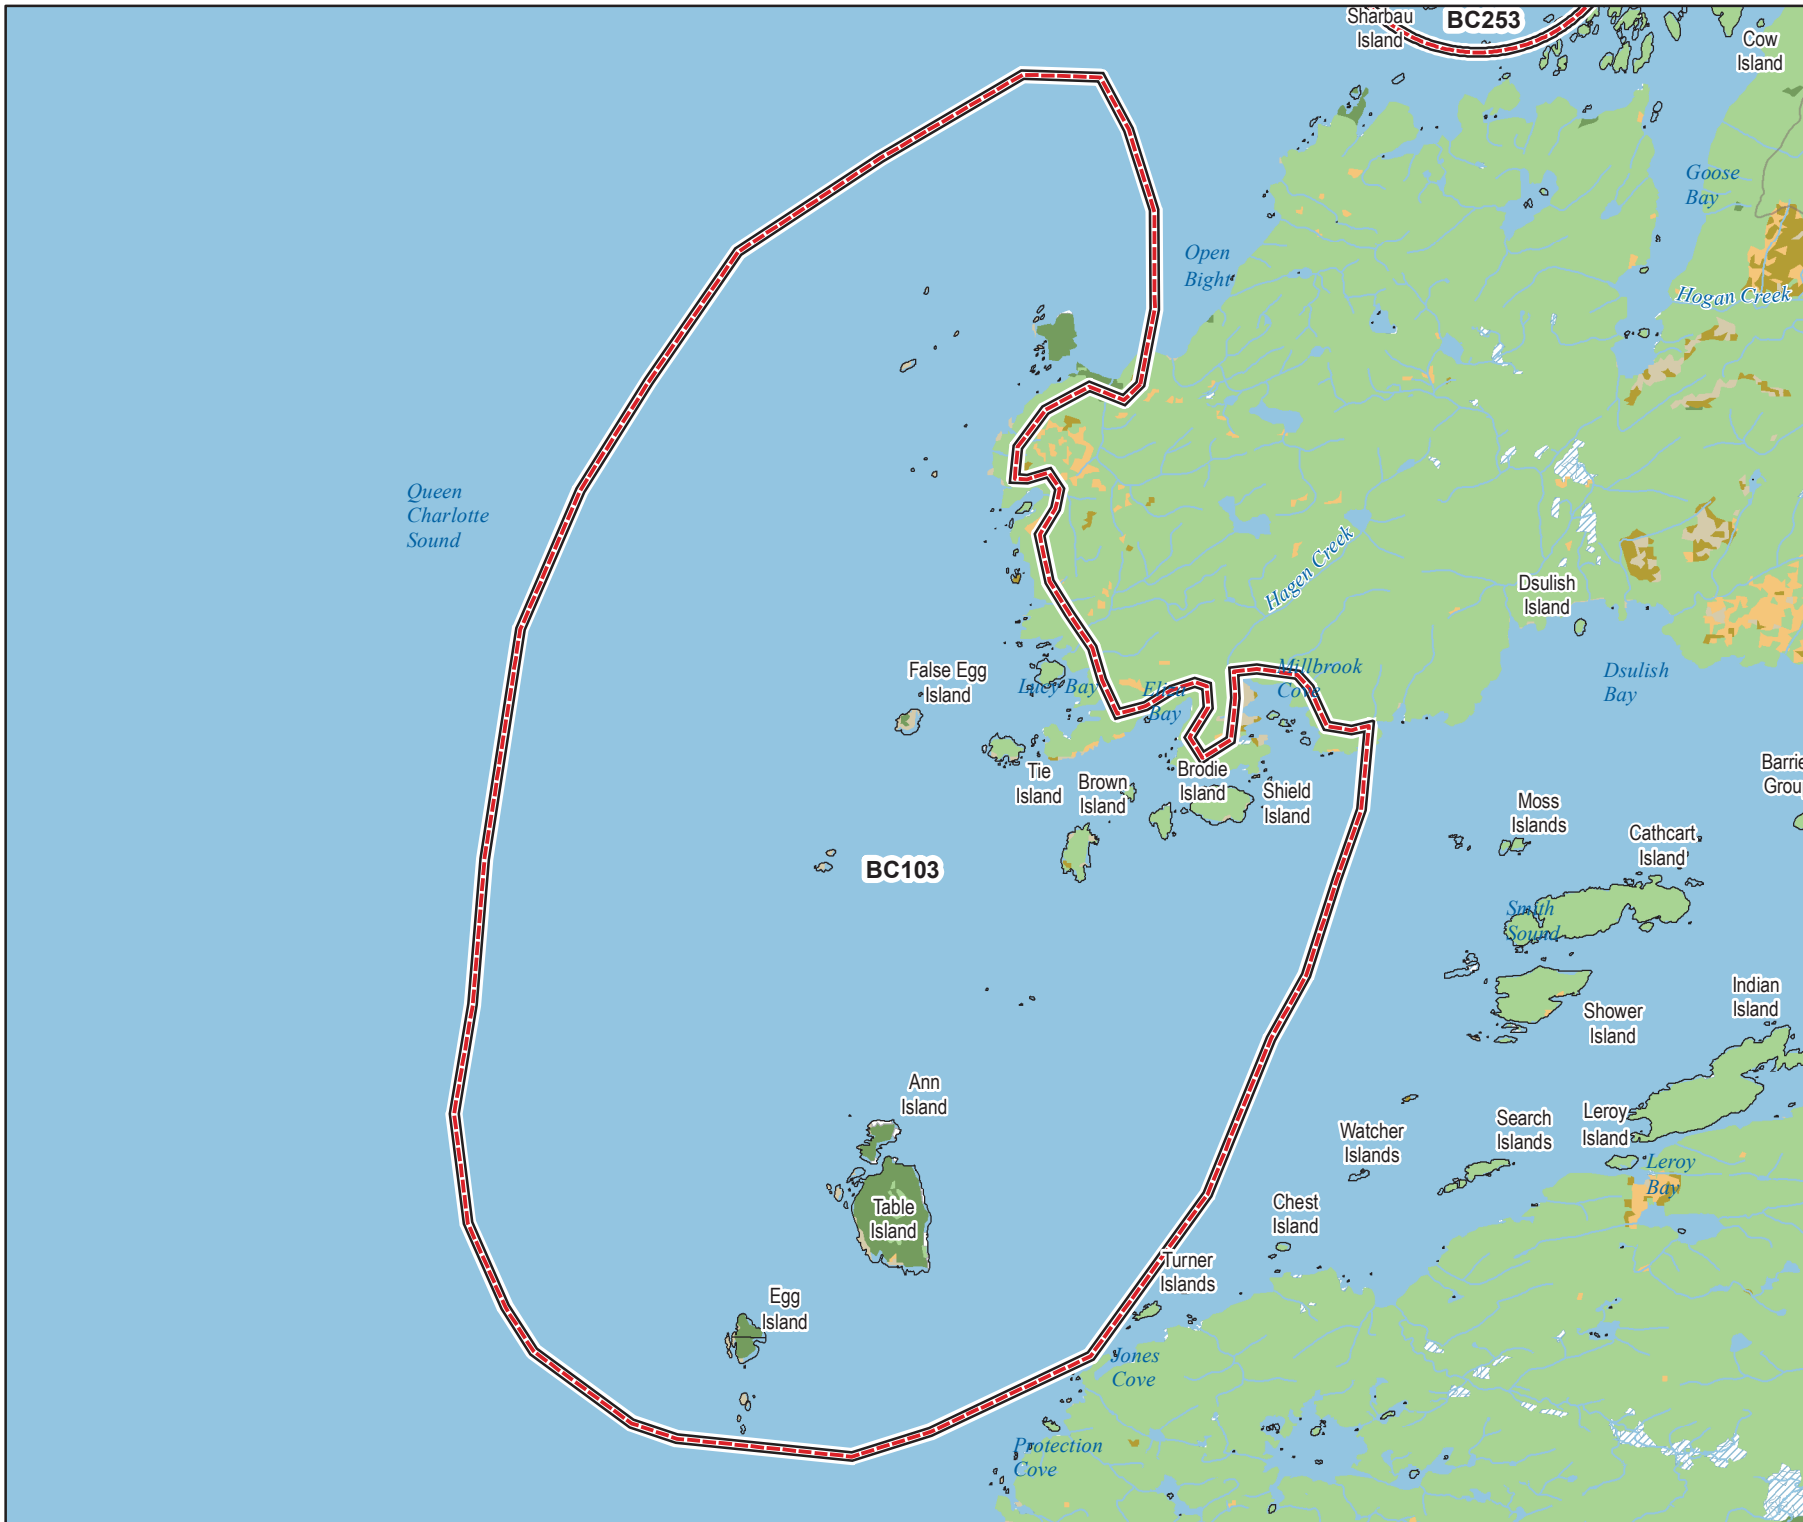 Sharbau
Island
BC253
Cow
Island
Goose
Bay
Open
Bight
Hogan Creek
Queen
Charlotte
Sound
Hagen Creek
Dsulish
Island
False Egg
Island
Lucy Bay
Elizu
Bay
Millbrook
Cove
Dsulish
Bay
Tie
Island
Brown
Island
Brodie
Island
Shield
Island
Barrie
Group
Moss
Islands
Cathcart
Island
BC103
Smith
Sound
Indian
Island
Shower
Island
Ann
Island
Watcher
Islands
Search
Islands
Leroy
Island
Leroy
Bay
Table
Island
Chest
Island
Turner
Islands
Egg
Island
Jones
Cove
Protection
Cove